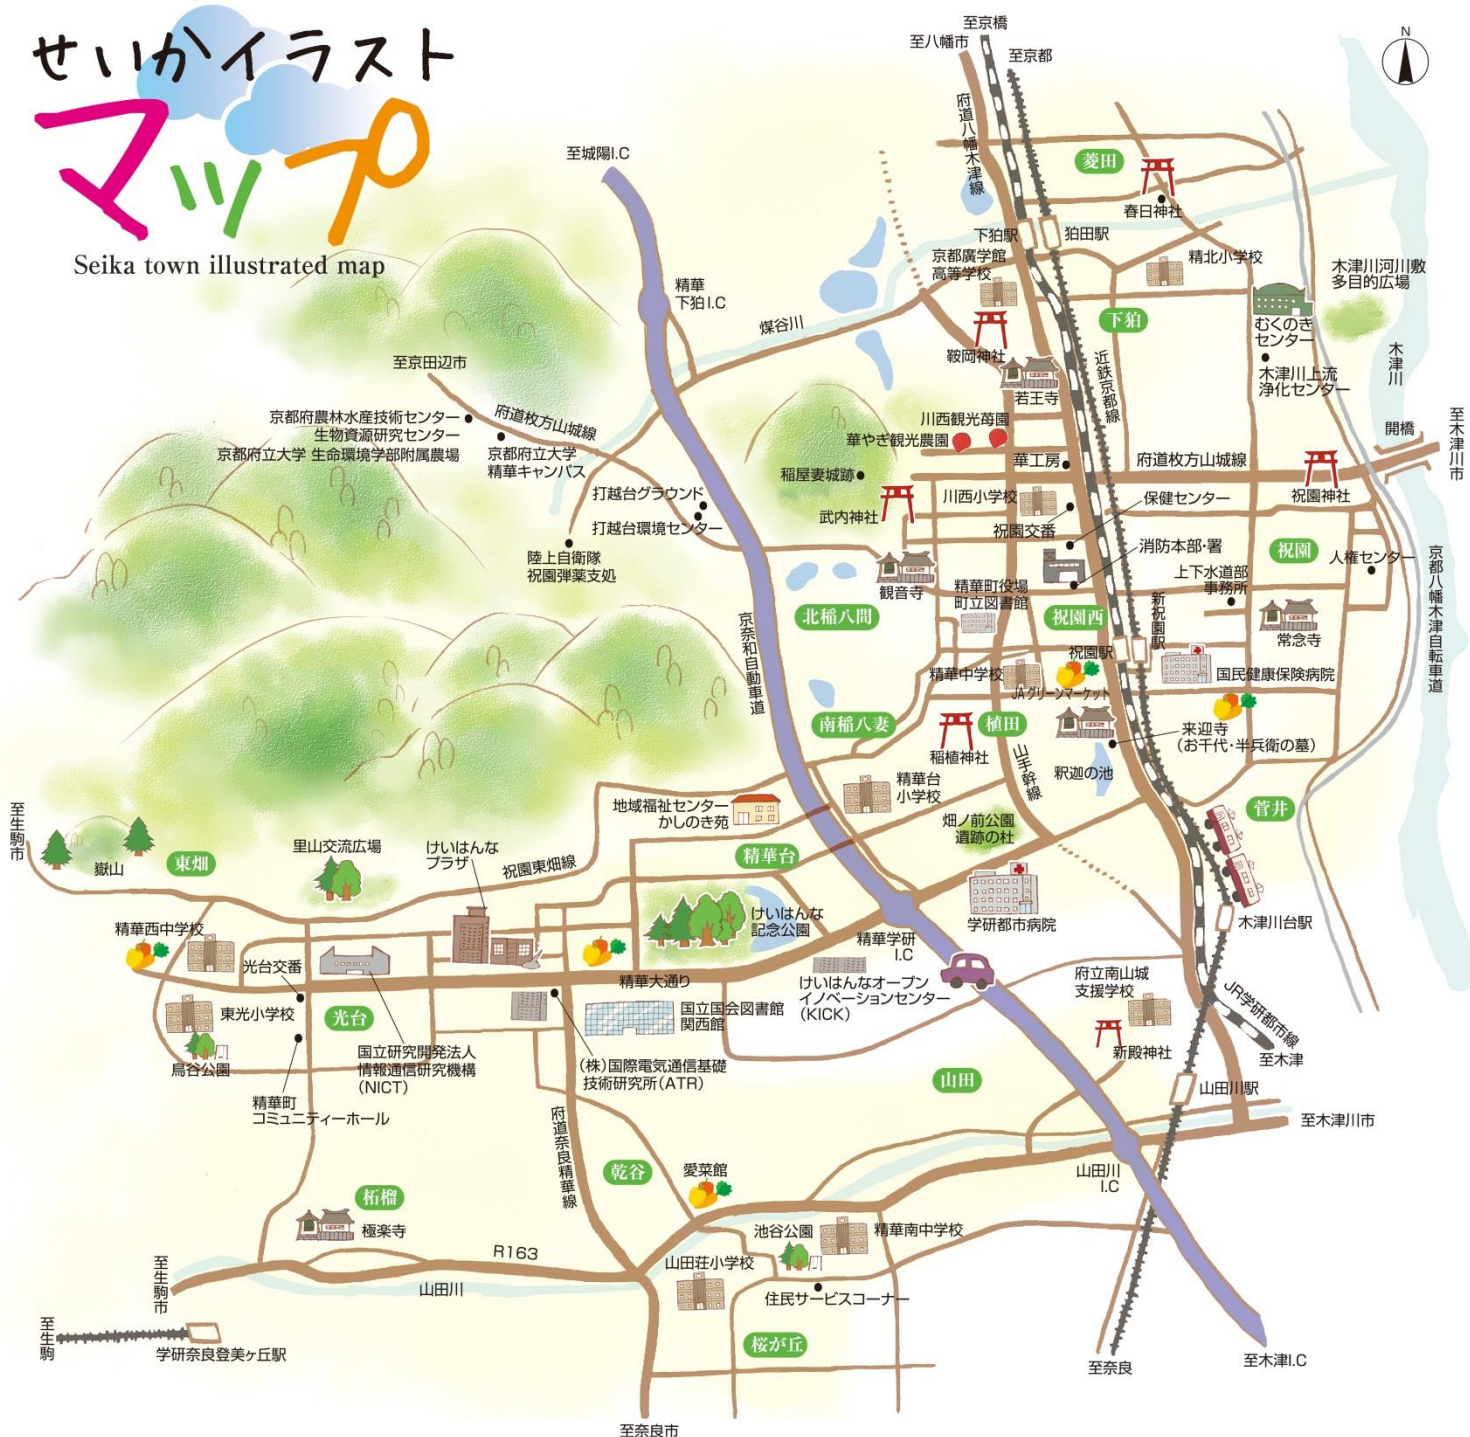 せいかイラスト
マップ
Seika town illustrated map
N
至京橋
至八幡市
至京都
府道八幡木津線
至城陽I.C
菱田
春日神社
下狛駅
狛田駅
京都廣学館
高等学校
精北小学校
木津川河川敷
多目的広場
むくのき
センター
木津川上流
浄化センター
木津川
精華
下狛I.C
煤谷川
鞍岡神社
下狛
若王寺
近鉄京都線
至京田辺市
府道枚方山城線
京都府農林水産技術センター
生物資源研究センター
京都府立大学 生命環境学部附属農場
京都府立大学
精華キャンパス
川西観光苺園
華やぎ観光農園
華工房
府道枚方山城線
開橋
至木津川市
祝園神社
稲屋妻城跡
武内神社
川西小学校
保健センター
祝園交番
打越台グラウンド
打越台環境センター
陸上自衛隊
祝園弾薬支処
消防本部・署
祝園
人権センター
上下水道部
事務所
観音寺
精華町役場
町立図書館
北稲八間
祝園西
新祝園駅
常念寺
京都八幡木津自転車道
京奈和自動車道
祝園駅
精華中学校
JAグリーンマーケット
国民健康保険病院
南稲八妻
稲植神社
植田
山手幹線
来迎寺
(お千代・半兵衛の墓)
釈迦の池
精華台
小学校
地域福祉センター
かしのき苑
畑ノ前公園
遺跡の杜
菅井
至生駒市
嶽山
東畑
里山交流広場
けいはんな
プラザ
祝園東畑線
精華台
けいはんな
記念公園
学研都市病院
木津川台駅
精華西中学校
光台交番
精華大通り
精華学研
I.C
けいはんなオープン
イノベーションセンター
(KICK)
府立南山城
支援学校
JR学研都市線
至木津
東光小学校
光台
国立国会図書館
関西館
新殿神社
鳥谷公園
国立研究開発法人
情報通信研究機構
(NICT)
(株)国際電気通信基礎
技術研究所(ATR)
精華町
コミュニティーホール
山田
山田川駅
至木津川市
府道奈良精華線
乾谷
愛菜館
山田川
I.C
柘榴
極楽寺
池谷公園
精華南中学校
R163
山田荘小学校
至生駒市
山田川
住民サービスコーナー
至生駒
学研奈良登美ヶ丘駅
桜が丘
至奈良
至木津I.C
至奈良市